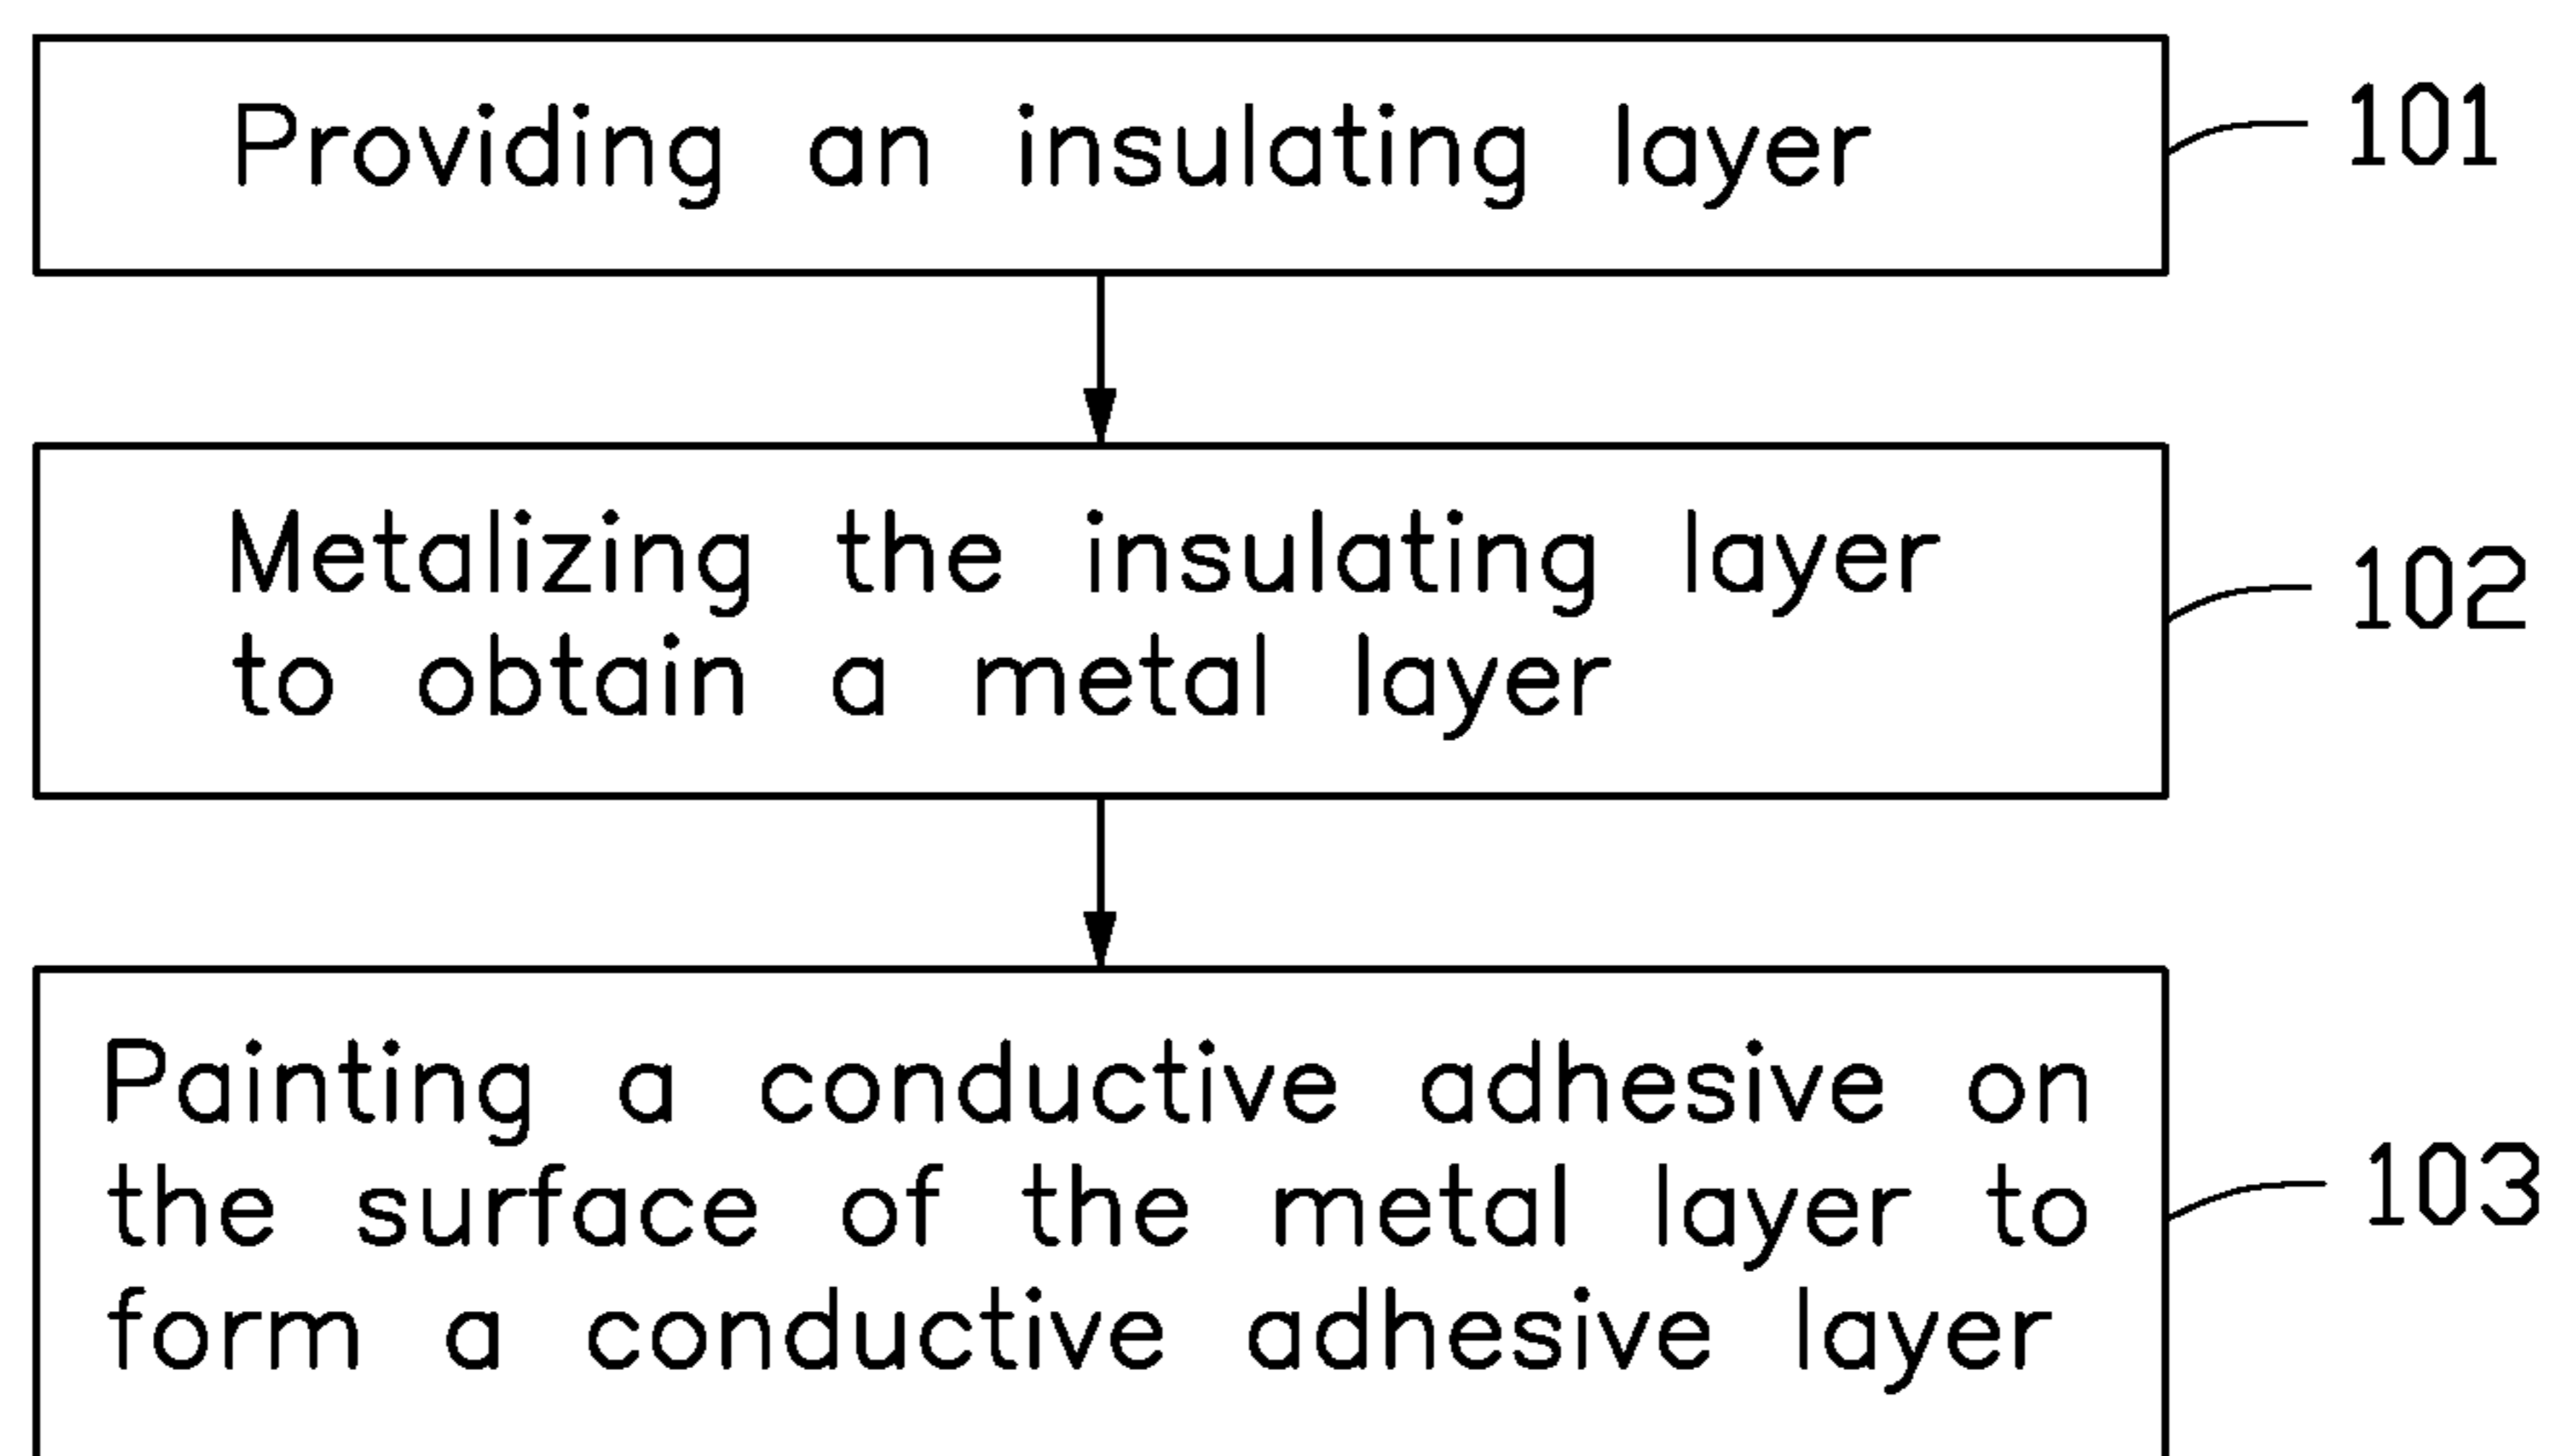 Providing an insulating layer
101
Metalizing the insulating layer
to obtain a metal layer
102
Painting a conductive adhesive on
the surface of the metal layer to
form a conductive adhesive layer
103